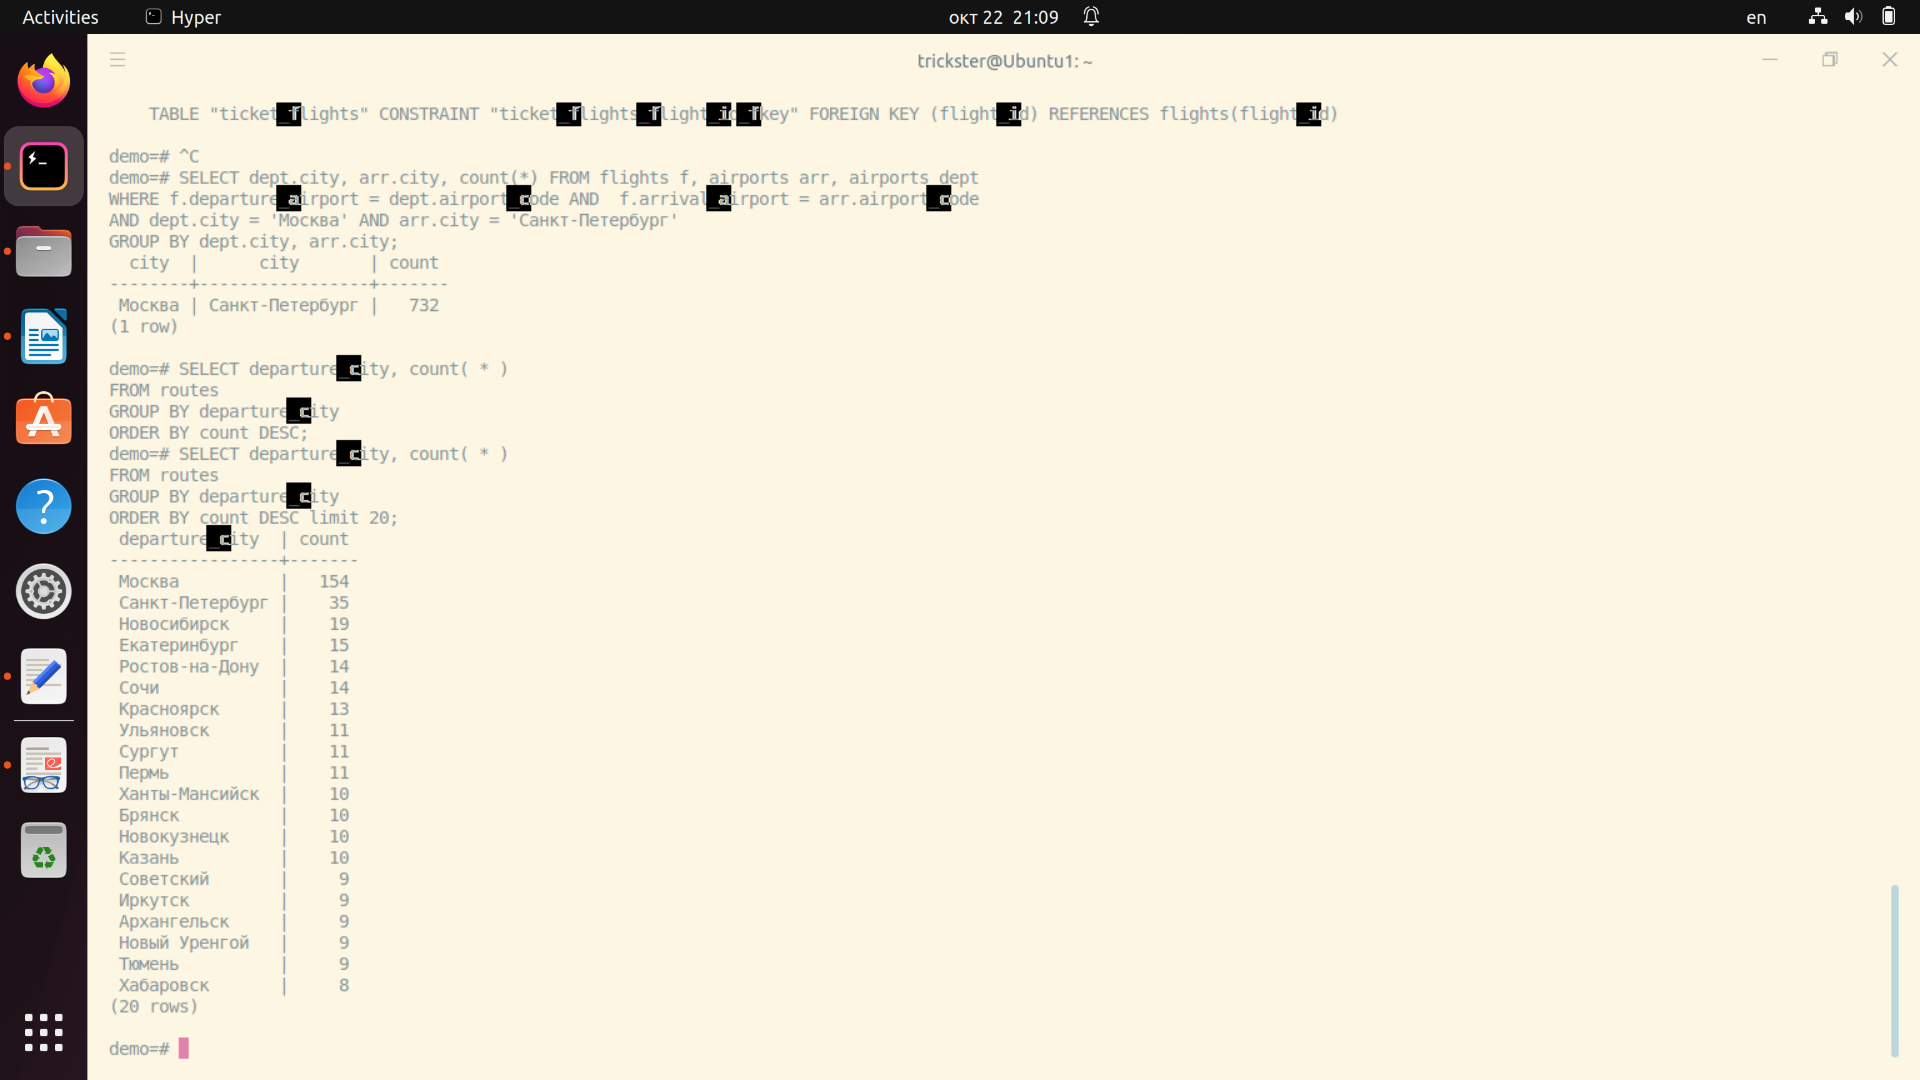 Activities
Hyper
окт 22 21:09
en
trickster@Ubuntu1: ~
TABLE "ticket_flights" CONSTRAINT "ticket_flights_flight_id_fkey" FOREIGN KEY (flight_id) REFERENCES flights(flight_id)
demo=# ^C
demo=# SELECT dept.city, arr.city, count(*) FROM flights f, airports arr, airports dept
WHERE f.departure_airport = dept.airport_code AND  f.arrival_airport = arr.airport_code
AND dept.city = 'Москва' AND arr.city = 'Санкт-Петербург'
GROUP BY dept.city, arr.city;
city | city | count
--------+-----------------+-------
Москва | Санкт-Петербург | 732
(1 row)
demo=# SELECT departure_city, count( * )
FROM routes
GROUP BY departure_city
ORDER BY count DESC;
demo=# SELECT departure_city, count( * )
FROM routes
GROUP BY departure_city
ORDER BY count DESC limit 20;
departure_city | count
-----------------+-------
Москва | 154
Санкт-Петербург | 35
Новосибирск | 19
Екатеринбург | 15
Ростов-на-Дону | 14
Сочи | 14
Красноярск | 13
Ульяновск | 11
Сургут | 11
Пермь | 11
Ханты-Мансийск | 10
Брянск | 10
Новокузнецк | 10
Казань | 10
Советский | 9
Иркутск | 9
Архангельск | 9
Новый Уренгой | 9
Тюмень | 9
Хабаровск | 8
(20 rows)
demo=#